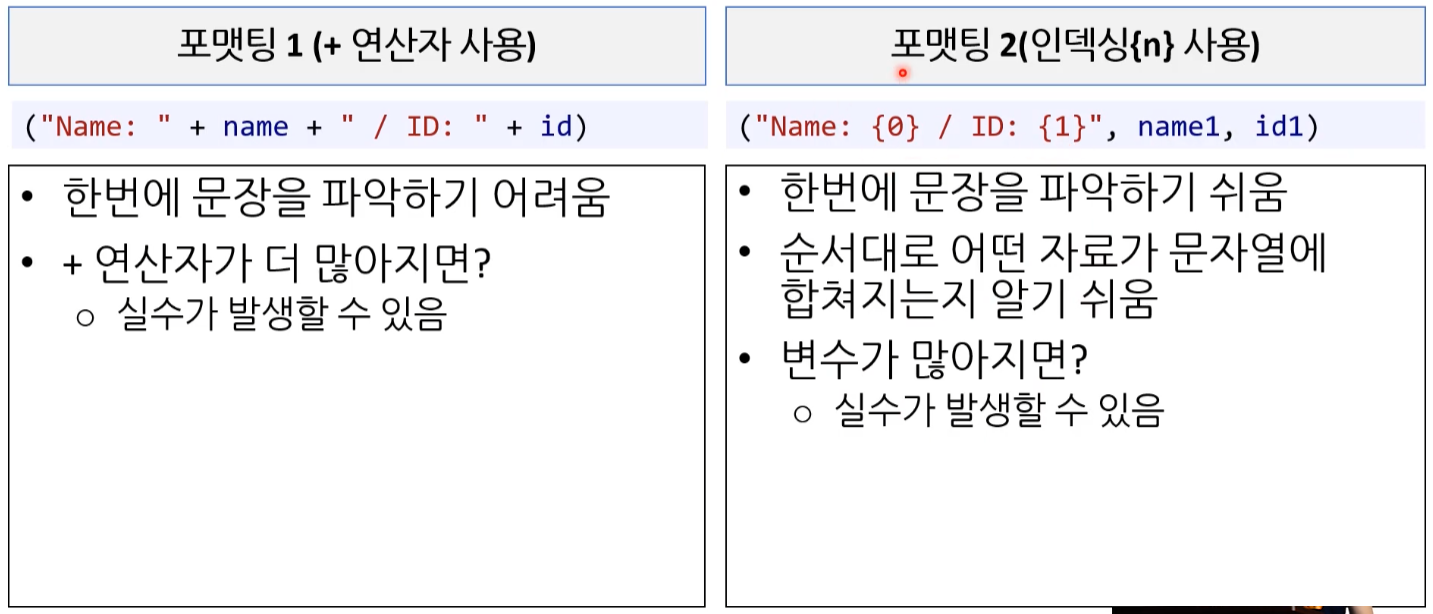 포맷팅 1 (+ 연산자 사용)
("Name: " + name + " / ID: " + id)
• 한번에 문장을 파악하기 어려움
• + 연산자가 더 많아지면?
○ 실수가 발생할 수 있음
포맷팅 2(인덱싱{n} 사용)
("Name: {0} / ID: {1}", name1, id1)
• 한번에 문장을 파악하기 쉬움
• 순서대로 어떤 자료가 문자열에
합쳐지는지 알기 쉬움
• 변수가 많아지면?
○ 실수가 발생할 수 있음